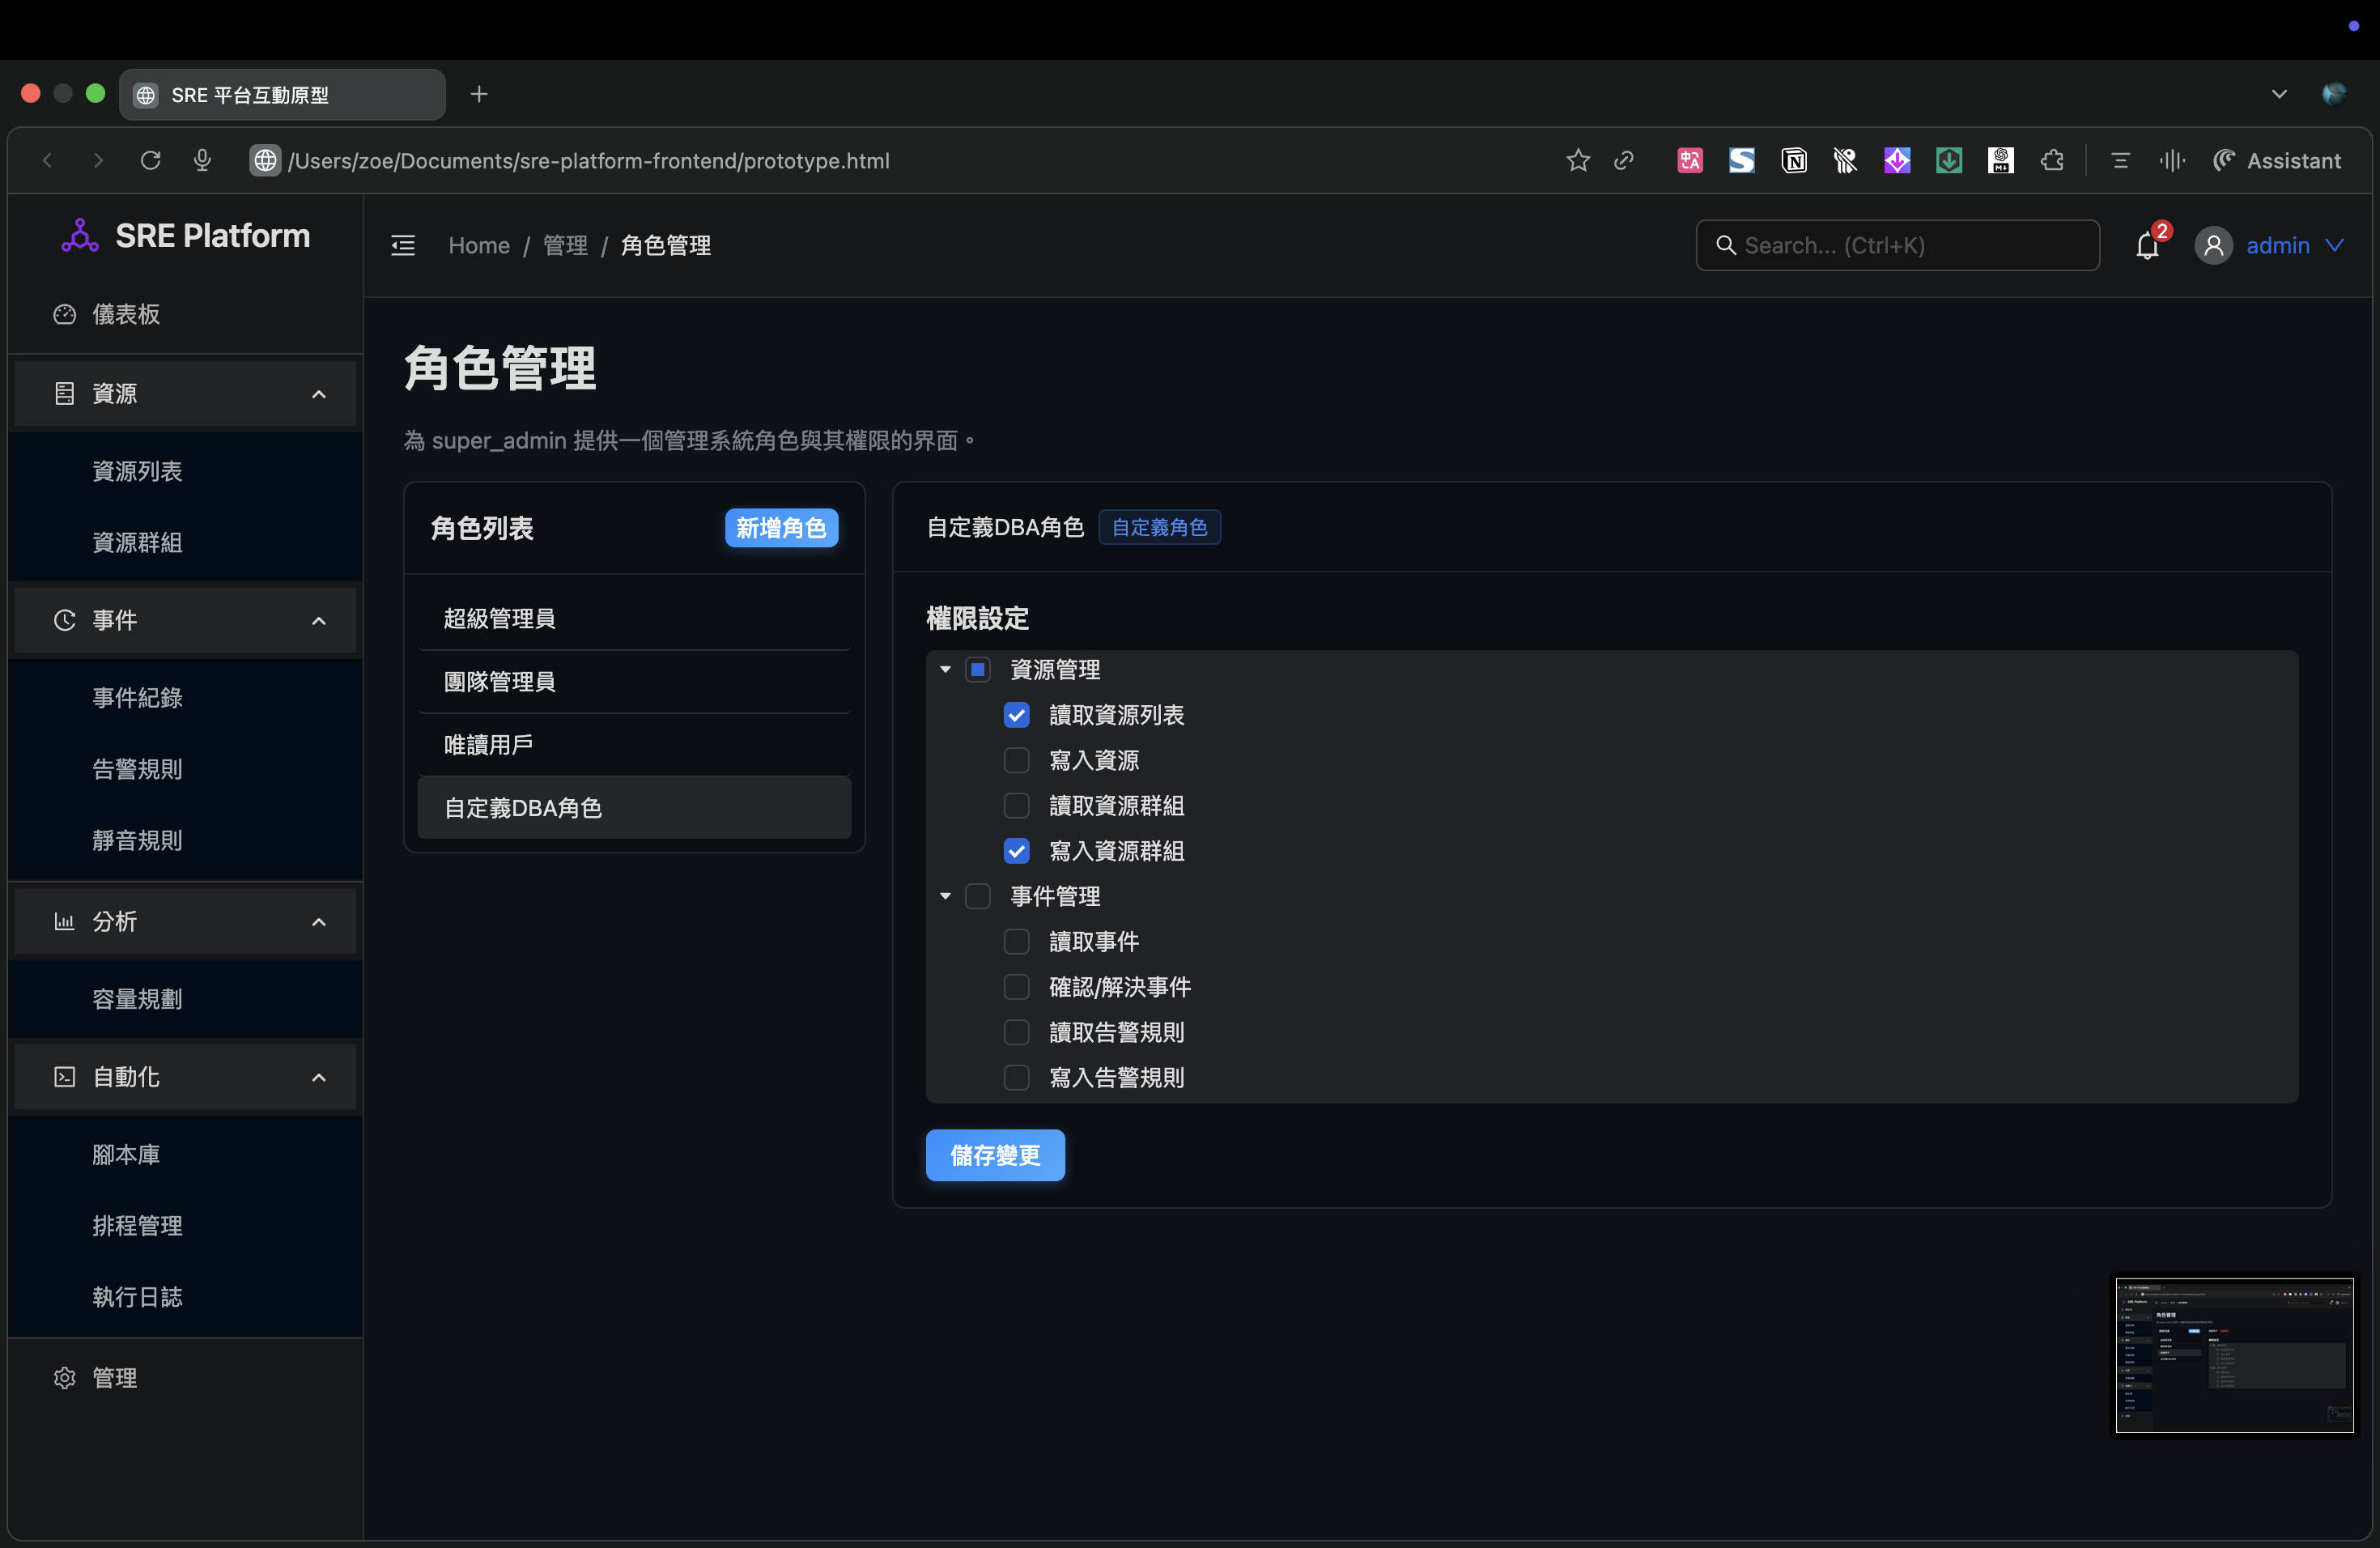 SRE 平台互動原型
/Users/zoe/Documents/sre-platform-frontend/prototype.html
Assistant
SRE Platform
儀表板
資源
資源列表
資源群組
事件
事件紀錄
告警規則
靜音規則
分析
容量規劃
自動化
腳本庫
排程管理
執行日誌
管理
Home / 管理 / 角色管理
Search... (Ctrl+K)
2
admin
角色管理
為 super_admin 提供一個管理系統角色與其權限的界面。
角色列表
新增角色
超級管理員
團隊管理員
唯讀用戶
自定義DBA角色
自定義DBA角色 自定義角色
權限設定
資源管理
讀取資源列表
寫入資源
讀取資源群組
寫入資源群組
事件管理
讀取事件
確認/解決事件
讀取告警規則
寫入告警規則
儲存變更